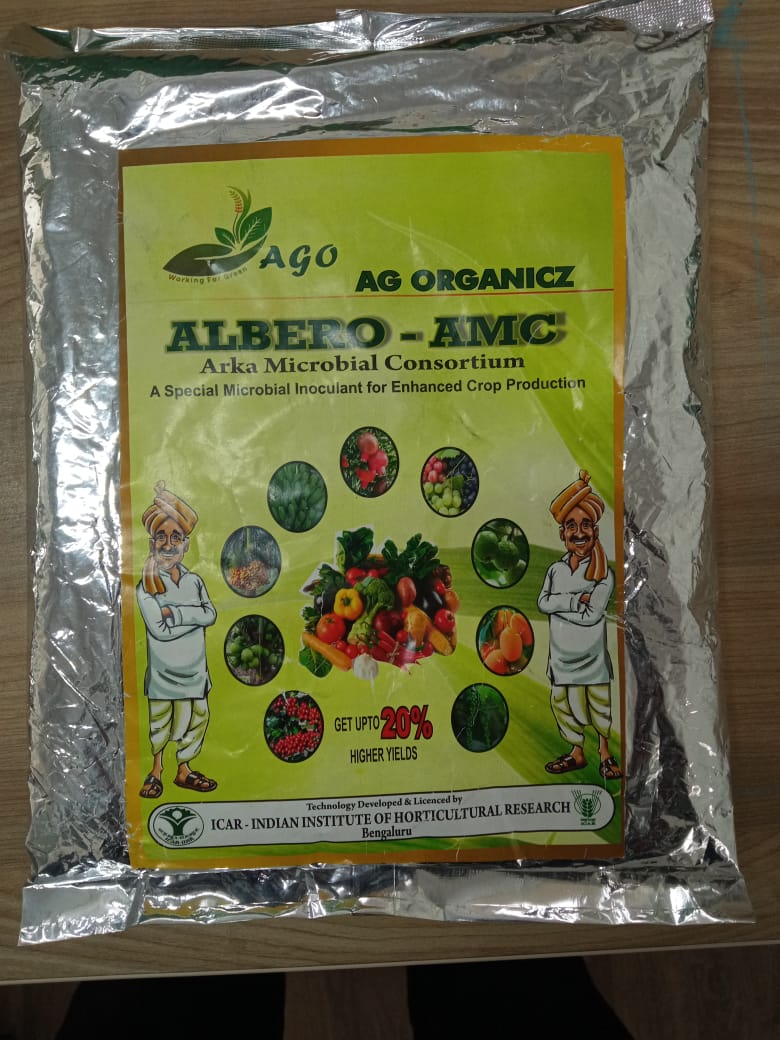 AGO
Working For Green
AG ORGANICZ
ALBERO - AMC
Arka Microbial Consortium
A Special Microbial Inoculant for Enhanced Crop Production
GET UPTO 20%
HIGHER YIELDS
Technology Developed & Licenced by
ICAR - INDIAN INSTITUTE OF HORTICULTURAL RESEARCH
Bengaluru